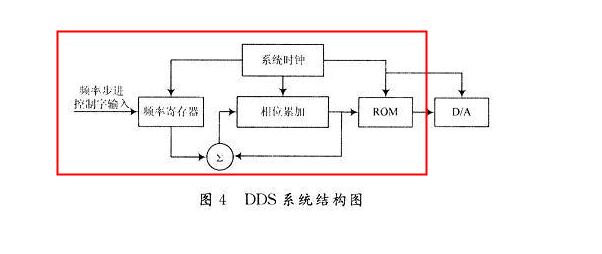 系统时钟
频率步进
控制字输入
频率寄存器
相位累加
ROM
D/A
Σ
图 4 DDS 系统结构图